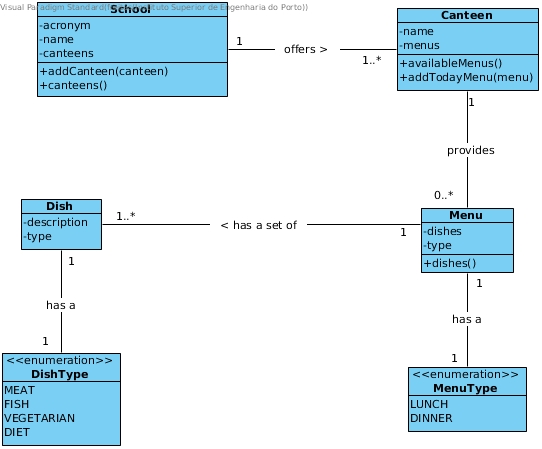 Visual Paradigm Standard(
tuto Superior de Engenharia do Porto))
School
-acronym
-name
-canteens
+addCanteen(canteen)
+canteens()
1
offers >
1..*
Canteen
-name
-menus
+availableMenus()
+addTodayMenu(menu)
1
provides
0..*
Dish
-description
-type
1..*
< has a set of
1
Menu
-dishes
-type
+dishes()
1
has a
1
<<enumeration>>
DishType
MEAT
FISH
VEGETARIAN
DIET
1
has a
1
<<enumeration>>
MenuType
LUNCH
DINNER